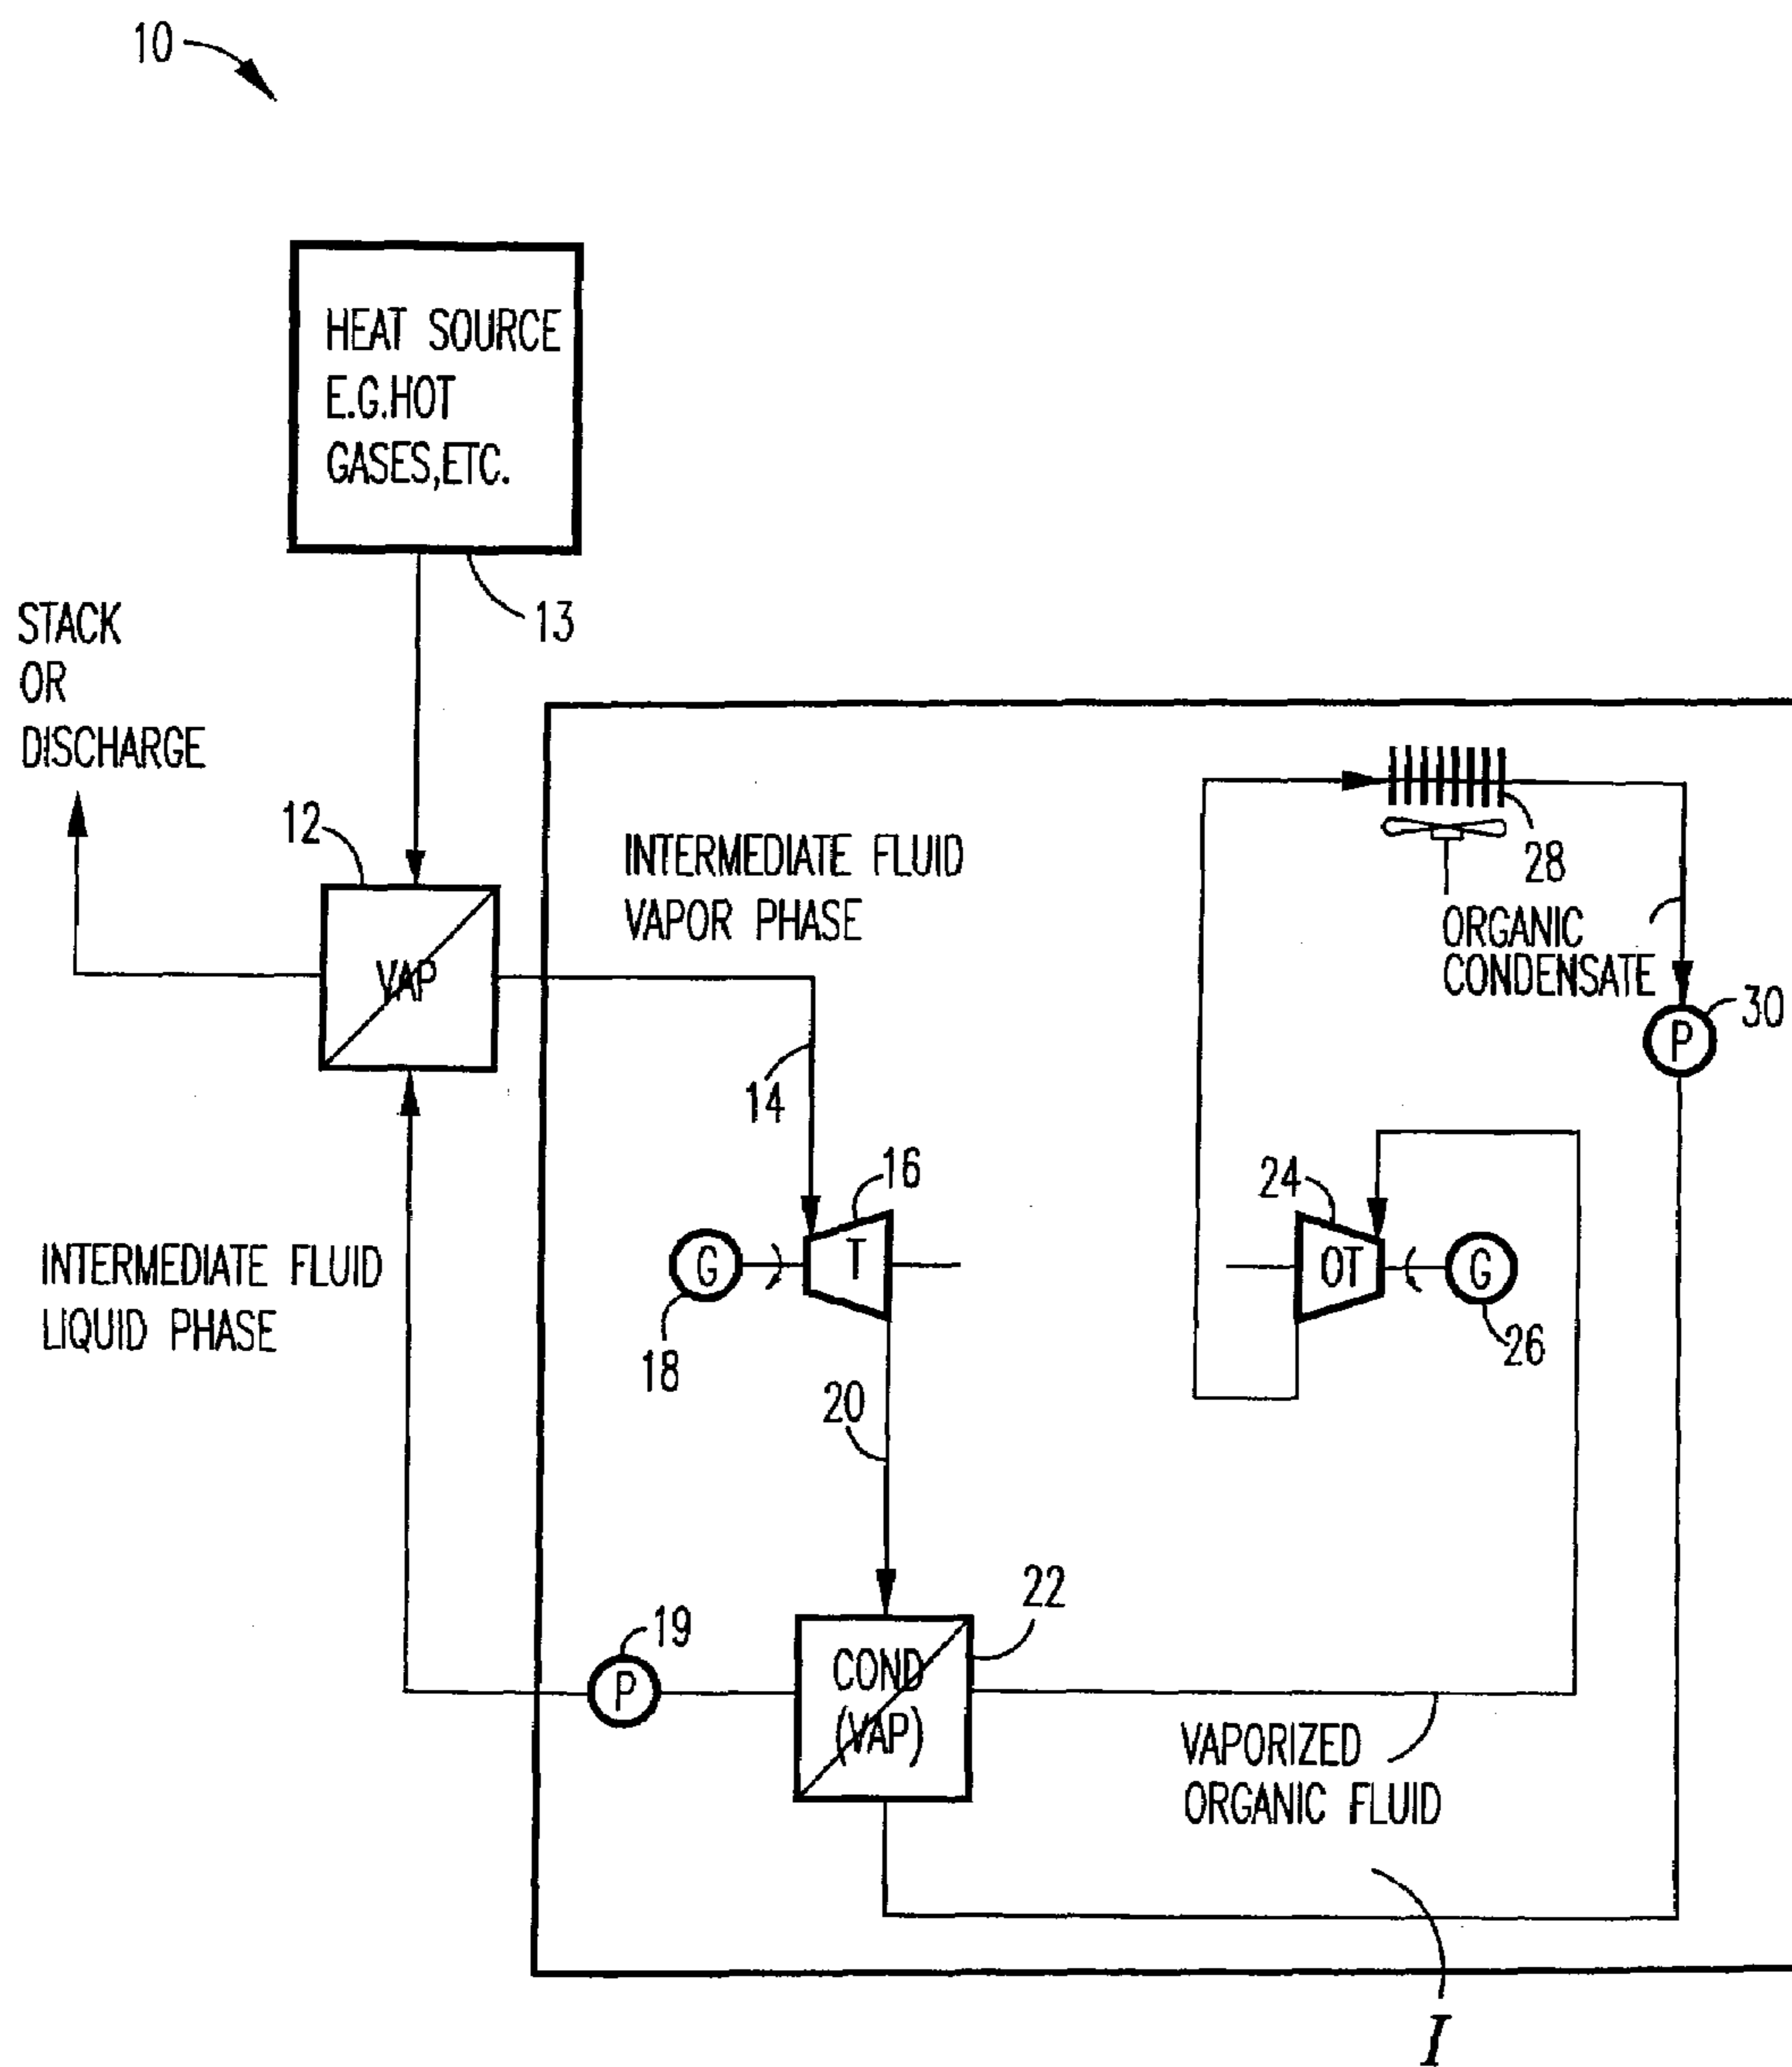 10
HEAT SOURCE
E.G.HOT
GASES,ETC.
13
STACK
OR
DISCHARGE
12
VAP
INTERMEDIATE FLUID
VAPOR PHASE
28
ORGANIC
CONDENSATE
30
P
14
16
T
G
18
24
OT
G
26
INTERMEDIATE FLUID
LIQUID PHASE
20
22
19
P
COND
(VAP)
VAPORIZED
ORGANIC FLUID
I